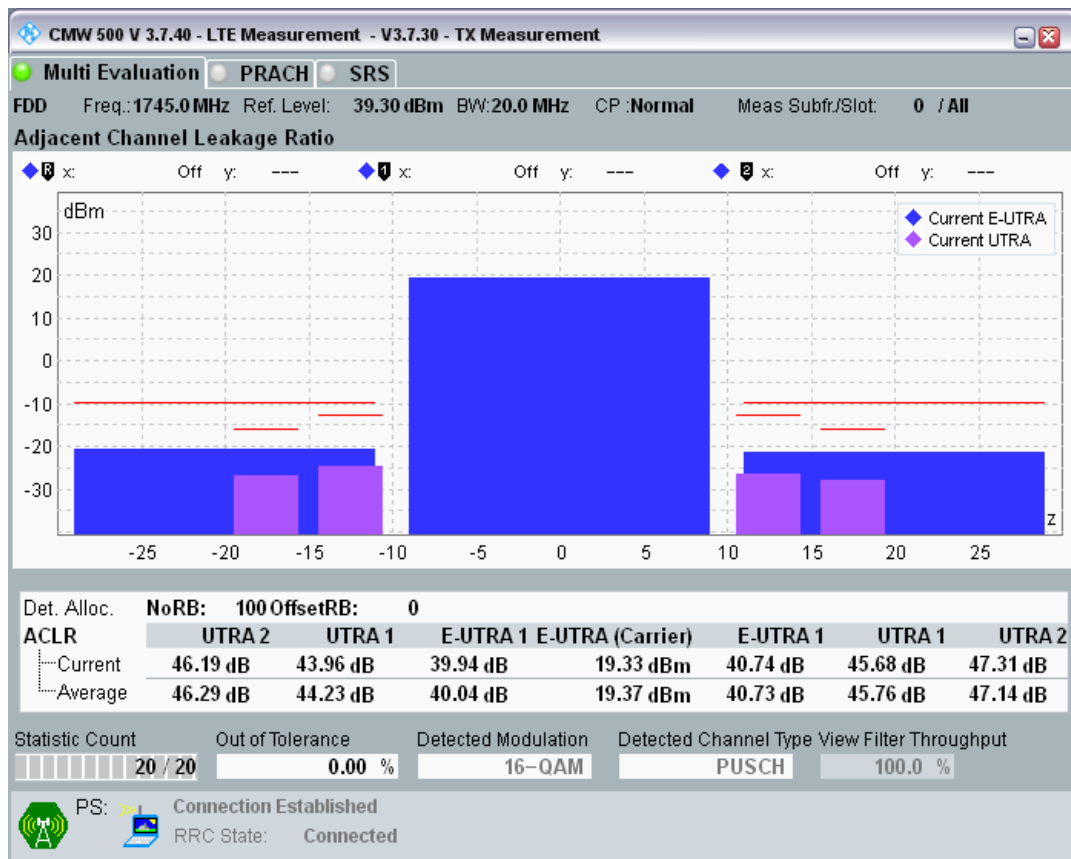 CMW 500 V 3.7.40 - LTE Measurement - V3.7.30 - TX Measurement
Multi Evaluation PRACH SRS
FDD Freq.:1745.0 MHz Ref. Level: 39.30 dBm BW:20.0 MHz CP :Normal Meas Subfr./Slot: 0 / All
Adjacent Channel Leakage Ratio
R x: Off y: --- 1 x: Off y: --- 2 x: Off y: ---
dBm
Current E-UTRA
Current UTRA
30
20
10
0
-10
-20
-30
z
-25 -20 -15 -10 -5 0 5 10 15 20 25
Det. Alloc. NoRB: 100 OffsetRB: 0
ACLR UTRA 2 UTRA 1 E-UTRA 1 E-UTRA (Carrier) E-UTRA 1 UTRA 1 UTRA 2
Current 46.19 dB 43.96 dB 39.94 dB 19.33 dBm 40.74 dB 45.68 dB 47.31 dB
Average 46.29 dB 44.23 dB 40.04 dB 19.37 dBm 40.73 dB 45.76 dB 47.14 dB
Statistic Count Out of Tolerance Detected Modulation Detected Channel Type View Filter Throughput
20 / 20 0.00 % 16-QAM PUSCH 100.0 %
PS: Connection Established
RRC State: Connected